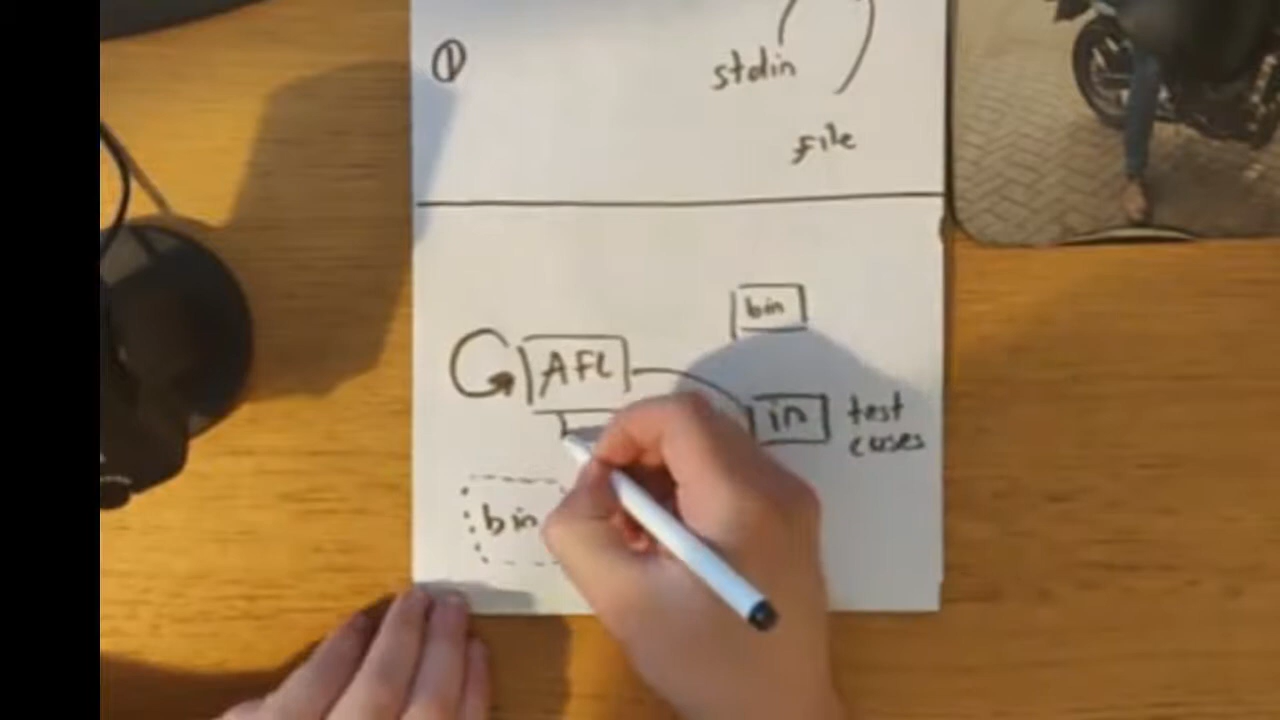 ①
stdin
file
bin
AFL
in
test
cases
bin